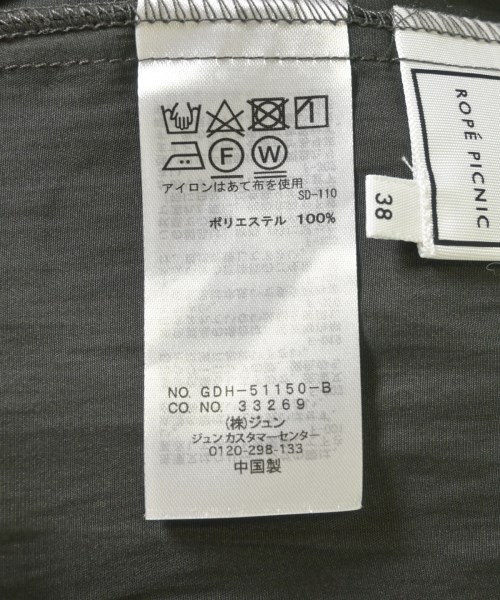 F W
アイロンはあて布を使用
SD-110
ポリエステル 100%
NO. GDH-51150-B
CO. NO. 33269
(株)ジュン
ジュン カスタマーセンター
0120-298-133
中国製
ROPÉ PICNIC
38